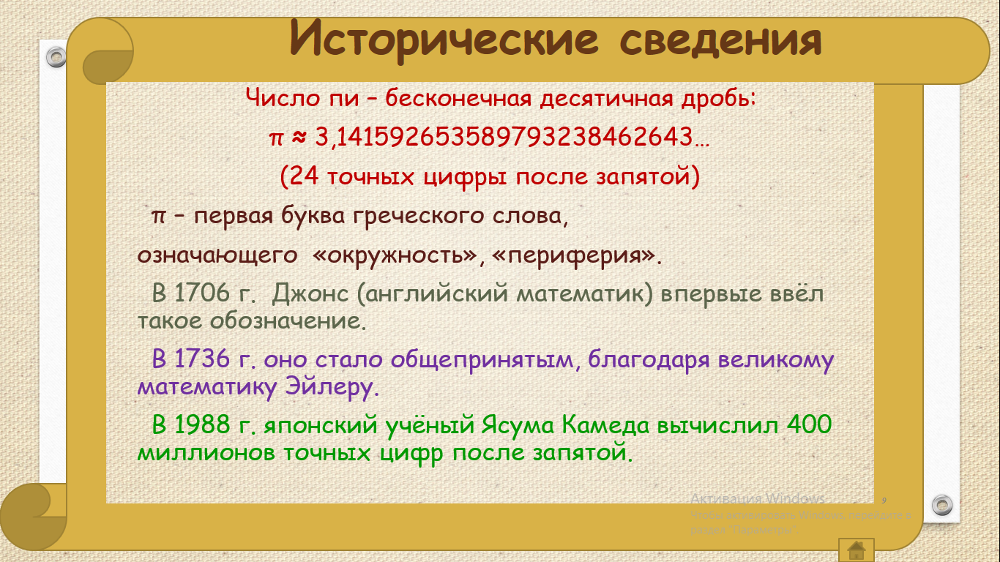 Исторические сведения
Число пи – бесконечная десятичная дробь:
π ≈ 3,141592653589793238462643…
(24 точных цифры после запятой)
π – первая буква греческого слова,
означающего «окружность», «периферия».
В 1706 г. Джонс (английский математик) впервые ввёл
такое обозначение.
В 1736 г. оно стало общепринятым, благодаря великому
математику Эйлеру.
В 1988 г. японский учёный Ясума Камеда вычислил 400
миллионов точных цифр после запятой.
Активация Windows
9
Чтобы активировать Windows, перейдите в
раздел "Параметры".